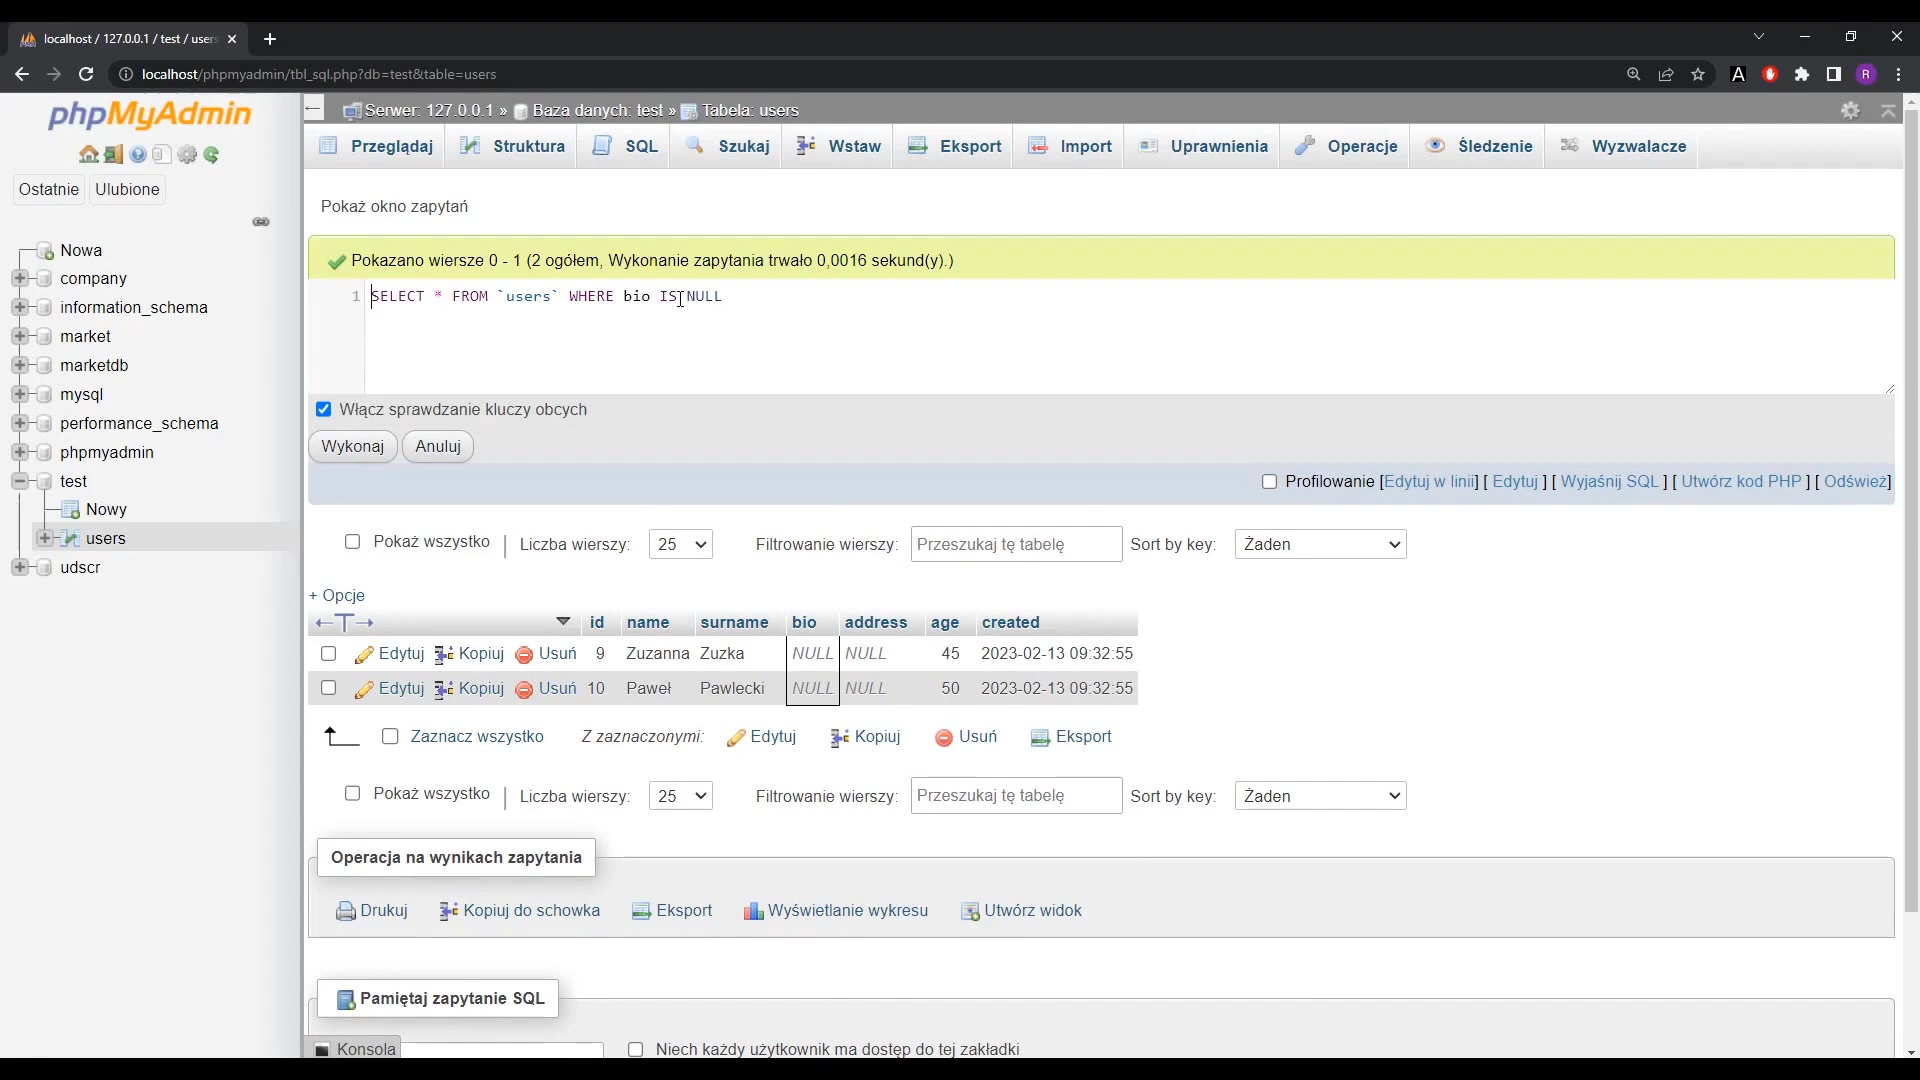 localhost / 127.0.0.1 / test / users
localhost/phpmyadmin/tbl_sql.php?db=test&table=users
A
R
phpMyAdmin
Ostatnie Ulubione
Nowa
company
information_schema
market
marketdb
mysql
performance_schema
phpmyadmin
test
Nowy
users
udscr
Serwer: 127.0.0.1 » Baza danych: test » Tabela: users
Przeglądaj Struktura SQL Szukaj Wstaw Eksport Import Uprawnienia Operacje Śledzenie Wyzwalacze
Pokaż okno zapytań
Pokazano wiersze 0 - 1 (2 ogółem, Wykonanie zapytania trwało 0,0016 sekund(y).)
1 SELECT * FROM `users` WHERE bio IS NULL
Włącz sprawdzanie kluczy obcych
Wykonaj Anuluj
Profilowanie [Edytuj w linii] [ Edytuj ] [ Wyjaśnij SQL ] [ Utwórz kod PHP ] [ Odśwież]
Pokaż wszystko | Liczba wierszy: 25 Filtrowanie wierszy: Przeszukaj tę tabelę Sort by key: Żaden
+ Opcje
←T→ id name surname bio address age created
Edytuj Kopiuj Usuń 9 Zuzanna Zuzka NULL NULL 45 2023-02-13 09:32:55
Edytuj Kopiuj Usuń 10 Paweł Pawlecki NULL NULL 50 2023-02-13 09:32:55
Zaznacz wszystko Z zaznaczonymi: Edytuj Kopiuj Usuń Eksport
Pokaż wszystko | Liczba wierszy: 25 Filtrowanie wierszy: Przeszukaj tę tabelę Sort by key: Żaden
Operacja na wynikach zapytania
Drukuj Kopiuj do schowka Eksport Wyświetlanie wykresu Utwórz widok
Pamiętaj zapytanie SQL
Konsola Niech każdy użytkownik ma dostęp do tej zakładki